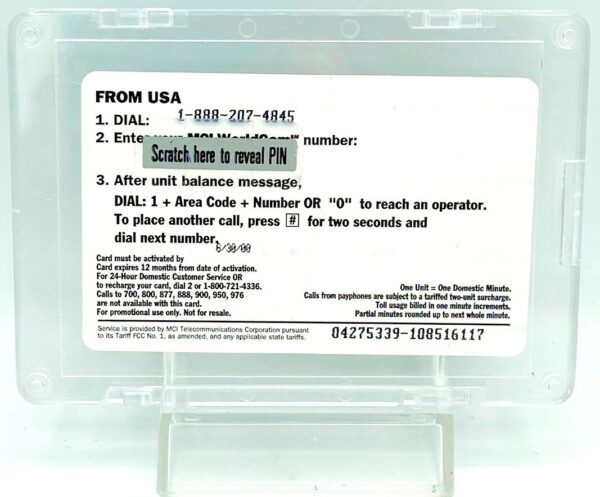 FROM USA
1. DIAL: 1-888-207-4845
2. Enter your MCI WorldCom℠ number:
Scratch here to reveal PIN
3. After unit balance message,
DIAL: 1 + Area Code + Number OR "0" to reach an operator.
To place another call, press # for two seconds and
dial next number.
6/30/00
Card must be activated by
Card expires 12 months from date of activation.
For 24-Hour Domestic Customer Service OR
to recharge your card, dial 2 or 1-800-721-4336.
Calls to 700, 800, 877, 888, 900, 950, 976
are not available with this card.
For promotional use only. Not for resale.
One Unit = One Domestic Minute.
Calls from payphones are subject to a tariffed two-unit surcharge.
Toll usage billed in one minute increments.
Partial minutes rounded up to next whole minute.
Service is provided by MCI Telecommunications Corporation pursuant
to its Tariff FCC No. 1, as amended, and any applicable state tariffs.
04275339-108516117